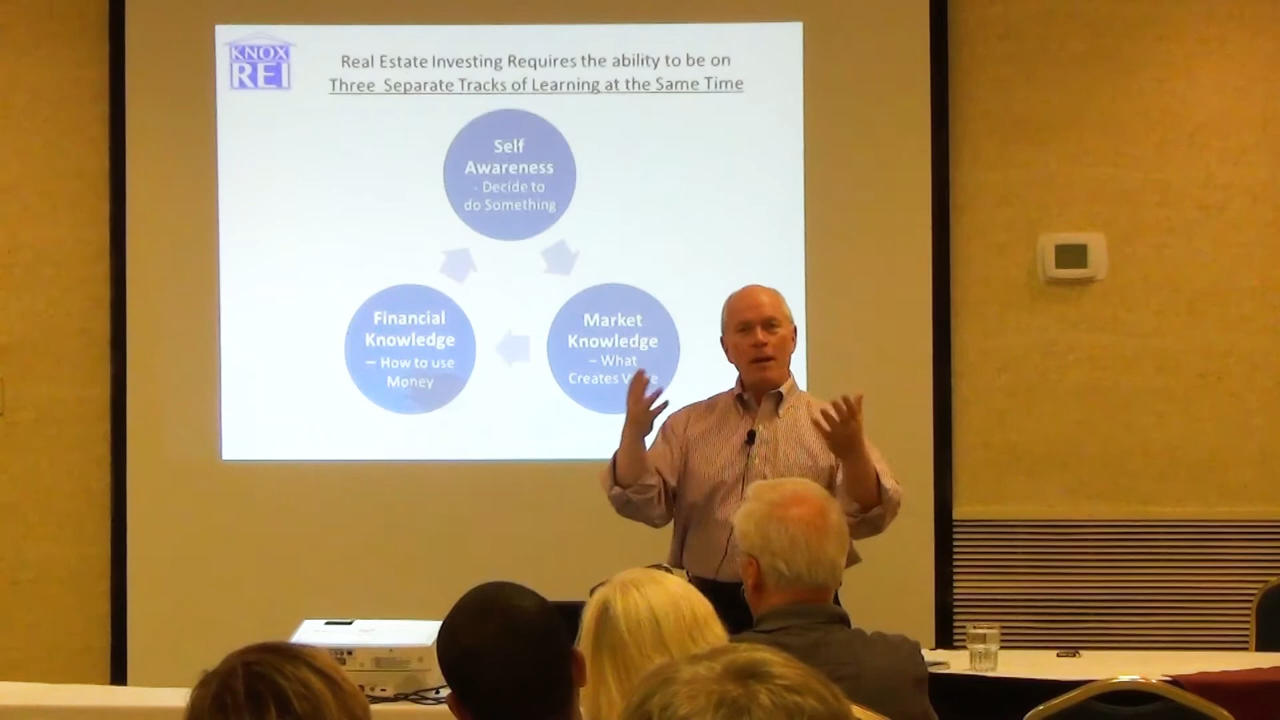 KNOX
REI
Real Estate Investing Requires the ability to be on
Three Separate Tracks of Learning at the Same Time
Self
Awareness
- Decide to
do Something
Financial
Knowledge
– How to use
Money
Market
Knowledge
– What
Creates